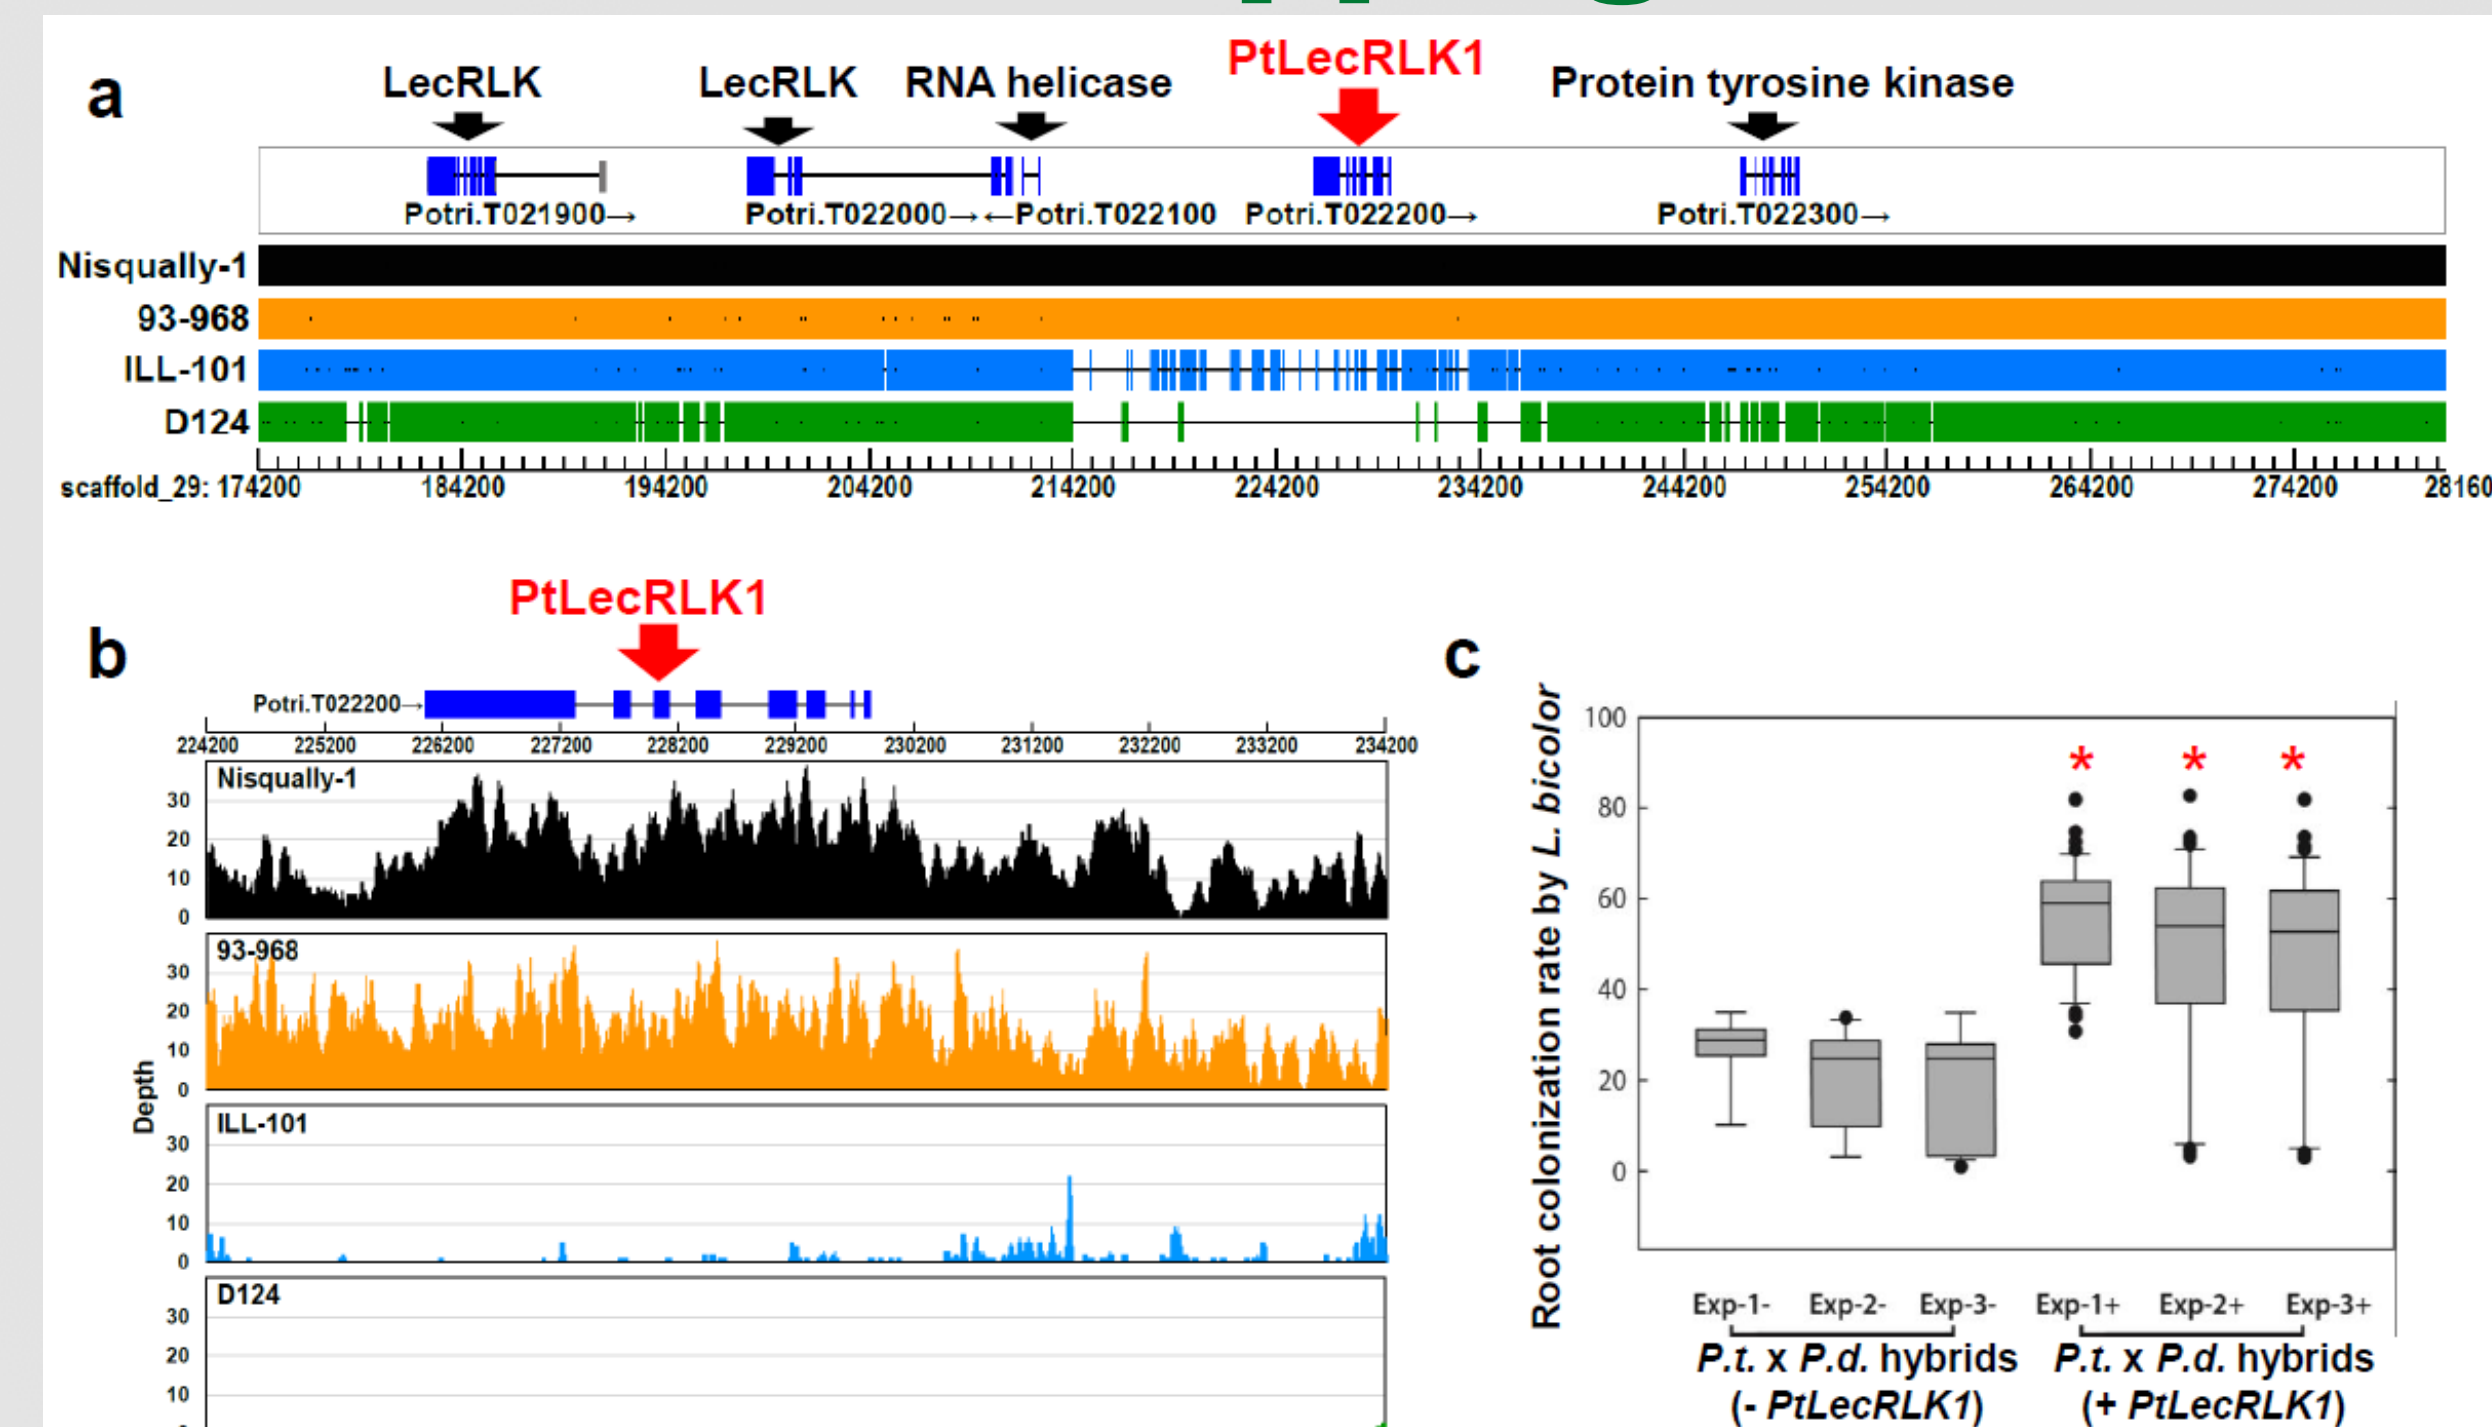 a
LecRLK LecRLK RNA helicase PtLecRLK1 Protein tyrosine kinase
Potri.T021900→ Potri.T022000→ ←Potri.T022100 Potri.T022200→ Potri.T022300→
Nisqually-1
93-968
ILL-101
D124
scaffold_29: 174200 184200 194200 204200 214200 224200 234200 244200 254200 264200 274200 28160
b
PtLecRLK1
Potri.T022200→
224200 225200 226200 227200 228200 229200 230200 231200 232200 233200 234200
Depth
Nisqually-1
30
20
10
0
93-968
30
20
10
0
ILL-101
30
20
10
0
D124
30
20
10
c
Root colonization rate by L. bicolor
100
80
60
40
20
0
* * *
Exp-1- Exp-2- Exp-3- Exp-1+ Exp-2+ Exp-3+
P.t. x P.d. hybrids P.t. x P.d. hybrids
(- PtLecRLK1) (+ PtLecRLK1)